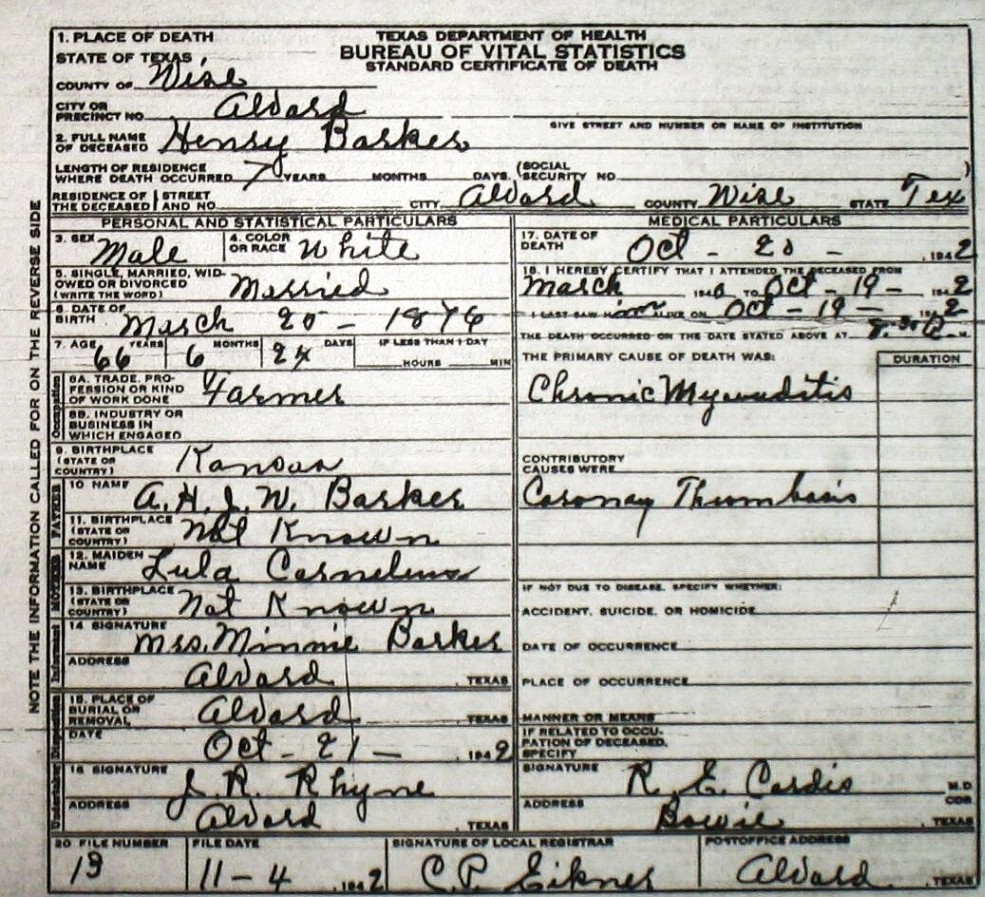 1. PLACE OF DEATH
STATE OF TEXAS
COUNTY OF Wise
CITY OR PRECINCT NO. Alvord
TEXAS DEPARTMENT OF HEALTH
BUREAU OF VITAL STATISTICS
STANDARD CERTIFICATE OF DEATH
GIVE STREET AND NUMBER OR NAME OF INSTITUTION
2. FULL NAME OF DECEASED Henry Barker
LENGTH OF RESIDENCE WHERE DEATH OCCURRED 7 YEARS MONTHS DAYS. (SOCIAL SECURITY NO. )
RESIDENCE OF THE DECEASED STREET AND NO. CITY Alvord COUNTY Wise STATE Tex
NOTE THE INFORMATION CALLED FOR ON THE REVERSE SIDE
PERSONAL AND STATISTICAL PARTICULARS
3. SEX Male 4. COLOR OR RACE White
5. SINGLE, MARRIED, WIDOWED OR DIVORCED (WRITE THE WORD) Married
6. DATE OF BIRTH March 20 - 1876
7. AGE 66 YEARS 6 MONTHS 24 DAYS IF LESS THAN 1 DAY HOURS MIN
Occupation
8A. TRADE, PROFESSION OR KIND OF WORK DONE Farmer
8B. INDUSTRY OR BUSINESS IN WHICH ENGAGED
9. BIRTHPLACE (STATE OR COUNTRY) Kansas
FATHER
10 NAME A. H. J. W. Barker
11. BIRTHPLACE (STATE OR COUNTRY) Not Known
MOTHER
12. MAIDEN NAME Lula Cornelius
13. BIRTHPLACE (STATE OR COUNTRY) Not Known
Informant
14 SIGNATURE Mrs. Minnie Barker
ADDRESS Alvord , TEXAS
Disposition
15. PLACE OF BURIAL OR REMOVAL Alvord , TEXAS
DATE Oct - 21 - 1942
Undertaker
16 SIGNATURE J. R. Rhyne
ADDRESS Alvord , TEXAS
MEDICAL PARTICULARS
17. DATE OF DEATH Oct - 20 - , 1942
18. I HEREBY CERTIFY THAT I ATTENDED THE DECEASED FROM
March 1940 TO Oct - 19 - 1942
I LAST SAW HIM ALIVE ON Oct - 19 - 1942
THE DEATH OCCURRED ON THE DATE STATED ABOVE AT 8:30 M.
THE PRIMARY CAUSE OF DEATH WAS: DURATION
Chronic Myocarditis
CONTRIBUTORY CAUSES WERE
Coronay Thrombosis
IF NOT DUE TO DISEASE, SPECIFY WHETHER:
ACCIDENT, SUICIDE, OR HOMICIDE
DATE OF OCCURRENCE
PLACE OF OCCURRENCE
MANNER OR MEANS
IF RELATED TO OCCUPATION OF DECEASED, SPECIFY
SIGNATURE R. E. Cardis M.D
ADDRESS Bowie , TEXAS
20 FILE NUMBER 13
FILE DATE 11 - 4 , 1942
SIGNATURE OF LOCAL REGISTRAR C. P. Eikner
POSTOFFICE ADDRESS Alvord , TEXAS